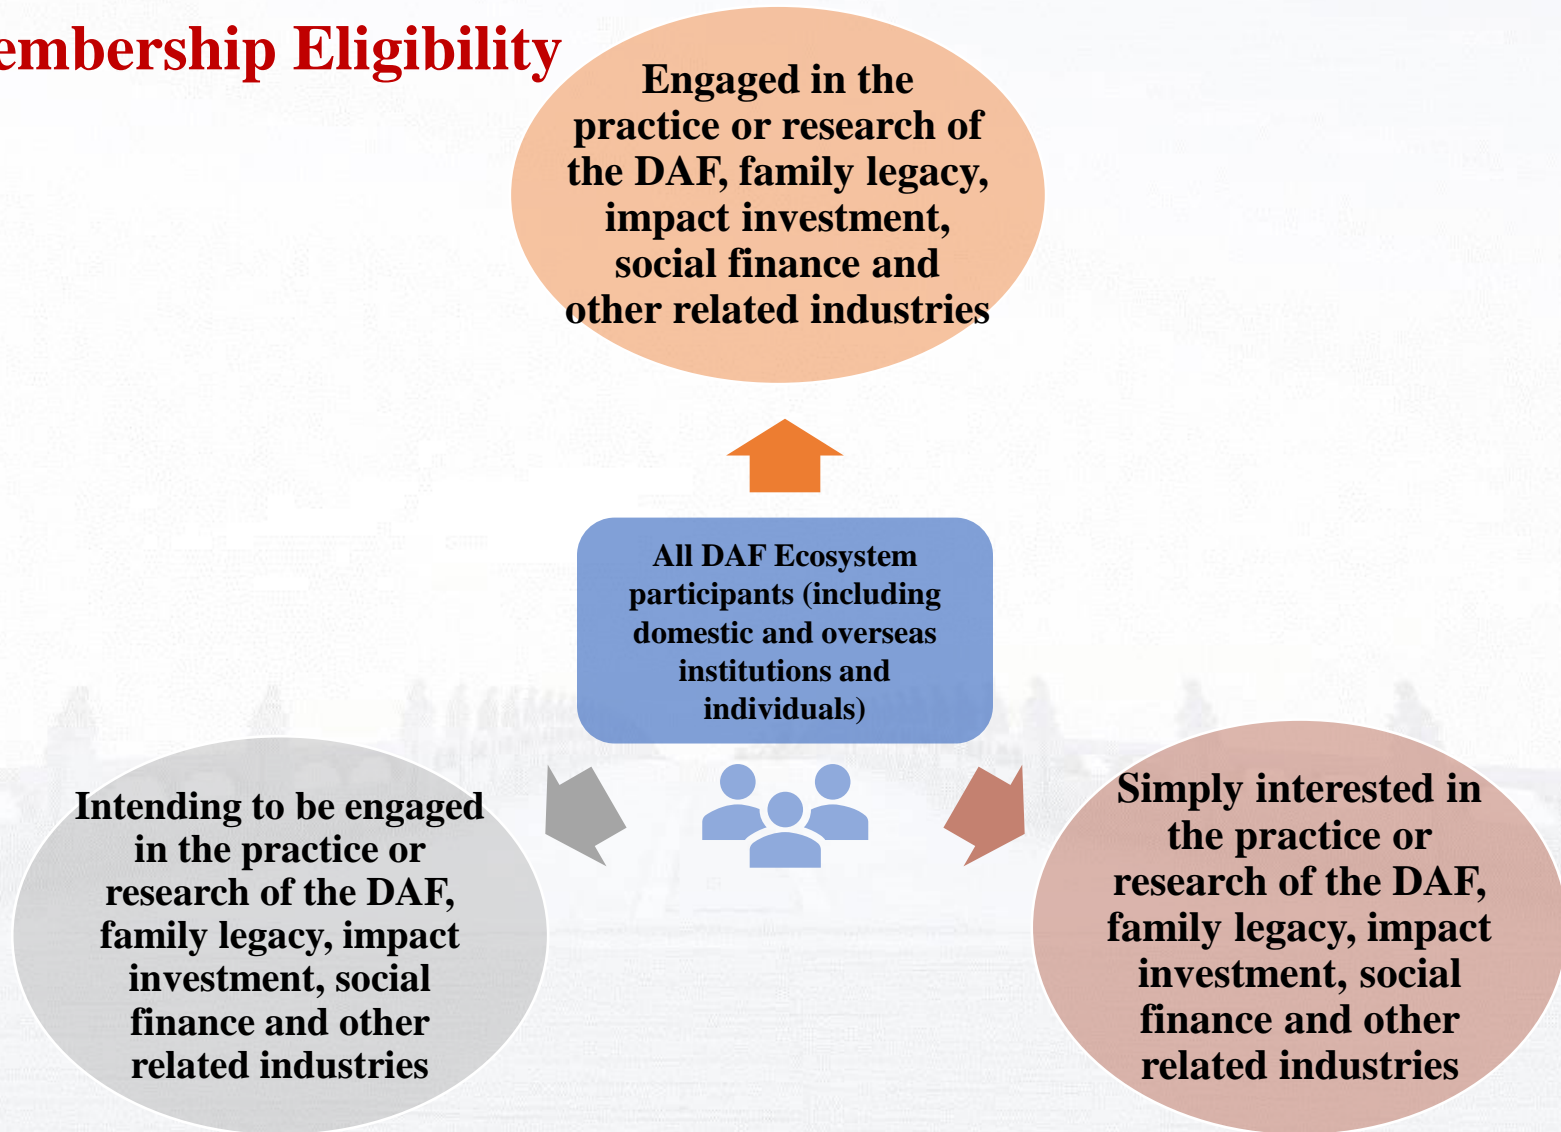 embership Eligibility
Engaged in the
practice or research of
the DAF, family legacy,
impact investment,
social finance and
other related industries
All DAF Ecosystem
participants (including
domestic and overseas
institutions and
individuals)
Intending to be engaged
in the practice or
research of the DAF,
family legacy, impact
investment, social
finance and other
related industries
Simply interested in
the practice or
research of the DAF,
family legacy, impact
investment, social
finance and other
related industries